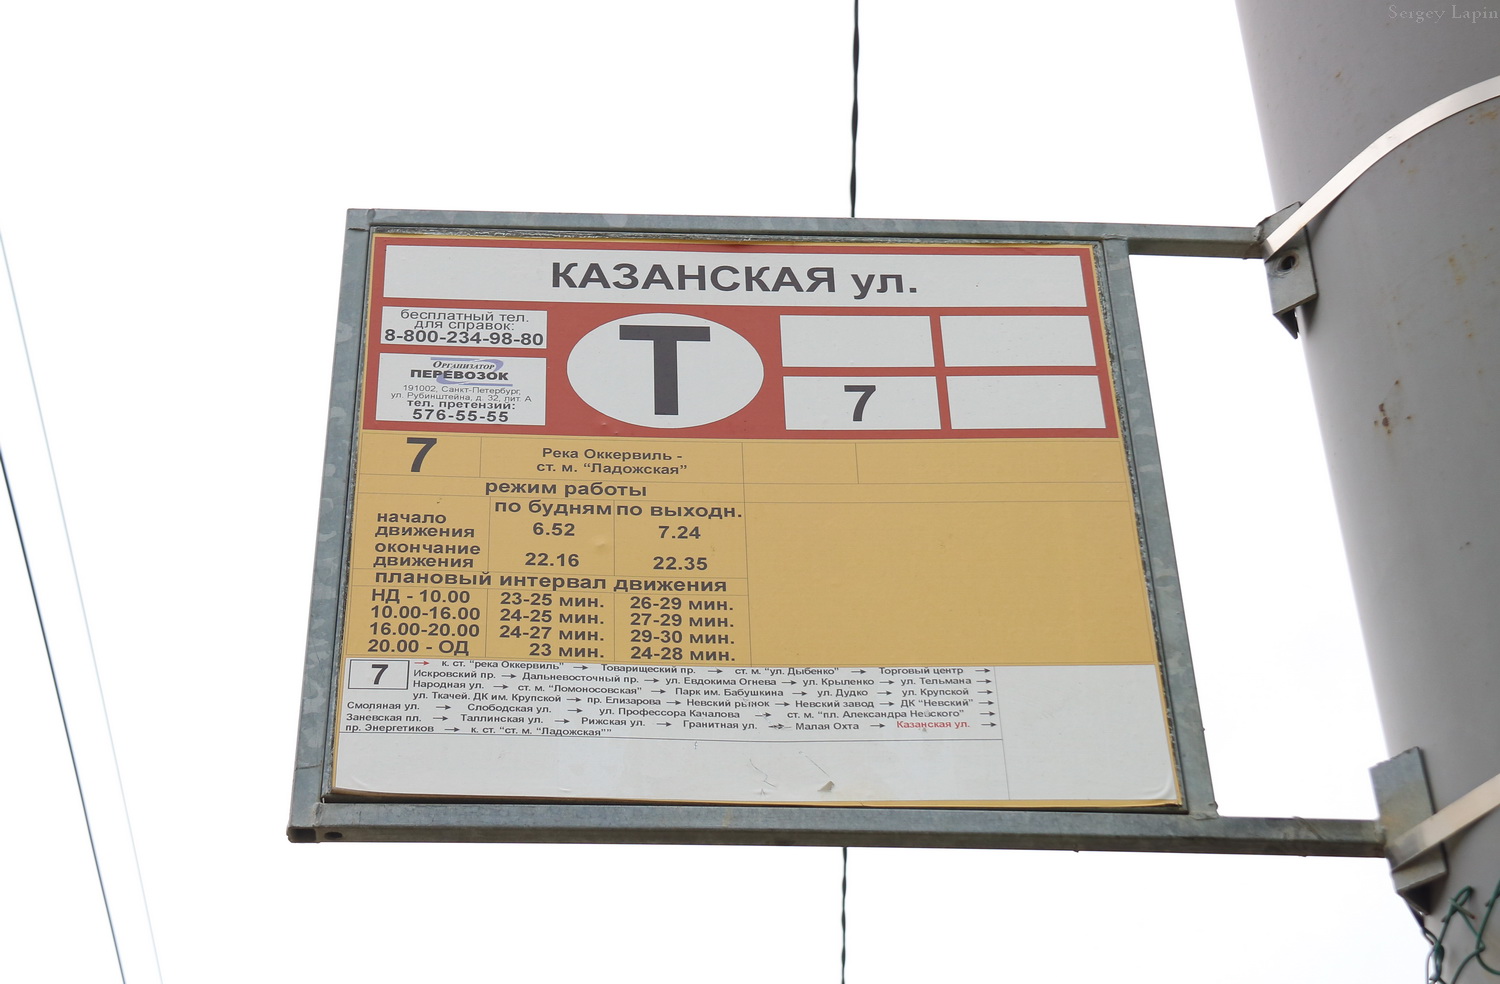 Sergey Lapin
КАЗАНСКАЯ ул.
бесплатный тел.
для справок:
8-800-234-98-80
Организатор
ПЕРЕВОЗОК
191002, Санкт-Петербург,
ул. Рубинштейна, д. 32, лит. А
тел. претензий:
576-55-55
Т
7
7
Река Оккервиль -
ст. м. “Ладожская”
режим работы
по будням по выходн.
начало
движения 6.52 7.24
окончание
движения 22.16 22.35
плановый интервал движения
НД - 10.00 23-25 мин. 26-29 мин.
10.00-16.00 24-25 мин. 27-29 мин.
16.00-20.00 24-27 мин. 29-30 мин.
20.00 - ОД 23 мин. 24-28 мин.
7
→ к. ст. “река Оккервиль” → Товарищеский пр. → ст. м. “ул. Дыбенко” → Торговый центр →
Искровский пр. → Дальневосточный пр. → ул. Евдокима Огнева → ул. Крыленко → ул. Тельмана →
Народная ул. → ст. м. “Ломоносовская” → Парк им. Бабушкина → ул. Дудко → ул. Крупской →
ул. Ткачей. ДК им. Крупской → пр. Елизарова → Невский рынок → Невский завод → ДК “Невский” →
Смоляная ул. → Слободская ул. → ул. Профессора Качалова → ст. м. “пл. Александра Невского” →
Заневская пл. → Таллинская ул. → Рижская ул. → Гранитная ул. → Малая Охта → Казанская ул. →
пр. Энергетиков → к. ст. “ст. м. “Ладожская””